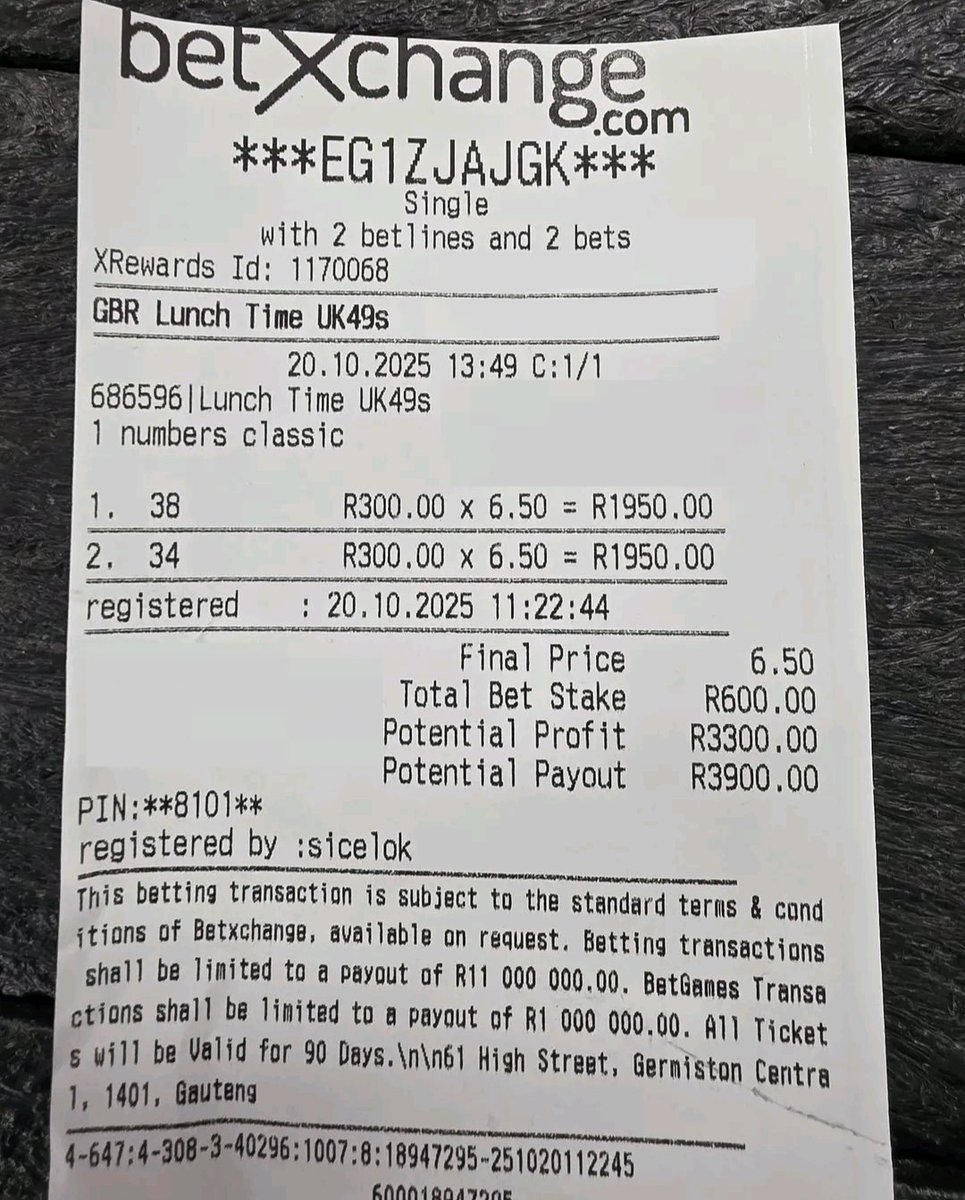 betXchange
.com
***EG1ZJAJGK***
Single
with 2 betlines and 2 bets
XRewards Id: 1170068
GBR Lunch Time UK49s
20.10.2025 13:49 C:1/1
686596|Lunch Time UK49s
1 numbers classic
1. 38 R300.00 x 6.50 = R1950.00
2. 34 R300.00 x 6.50 = R1950.00
registered : 20.10.2025 11:22:44
Final Price 6.50
Total Bet Stake R600.00
Potential Profit R3300.00
Potential Payout R3900.00
PIN:**8101**
registered by :sicelok
This betting transaction is subject to the standard terms & cond
itions of Betxchange, available on request. Betting transactions
shall be limited to a payout of R11 000 000.00. BetGames Transa
ctions shall be limited to a payout of R1 000 000.00. All Ticket
s will be Valid for 90 Days.\n\n61 High Street, Germiston Centra
l, 1401, Gauteng
4-647:4-308-3-40296:1007:8:18947295-251020112245
600018947295